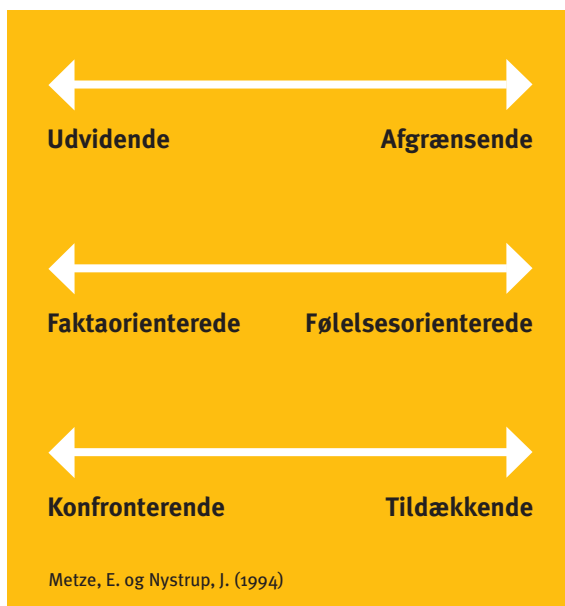 Udvidende Afgrænsende
Faktaorienterede Følelsesorienterede
Konfronterende Tildækkende
Metze, E. og Nystrup, J. (1994)